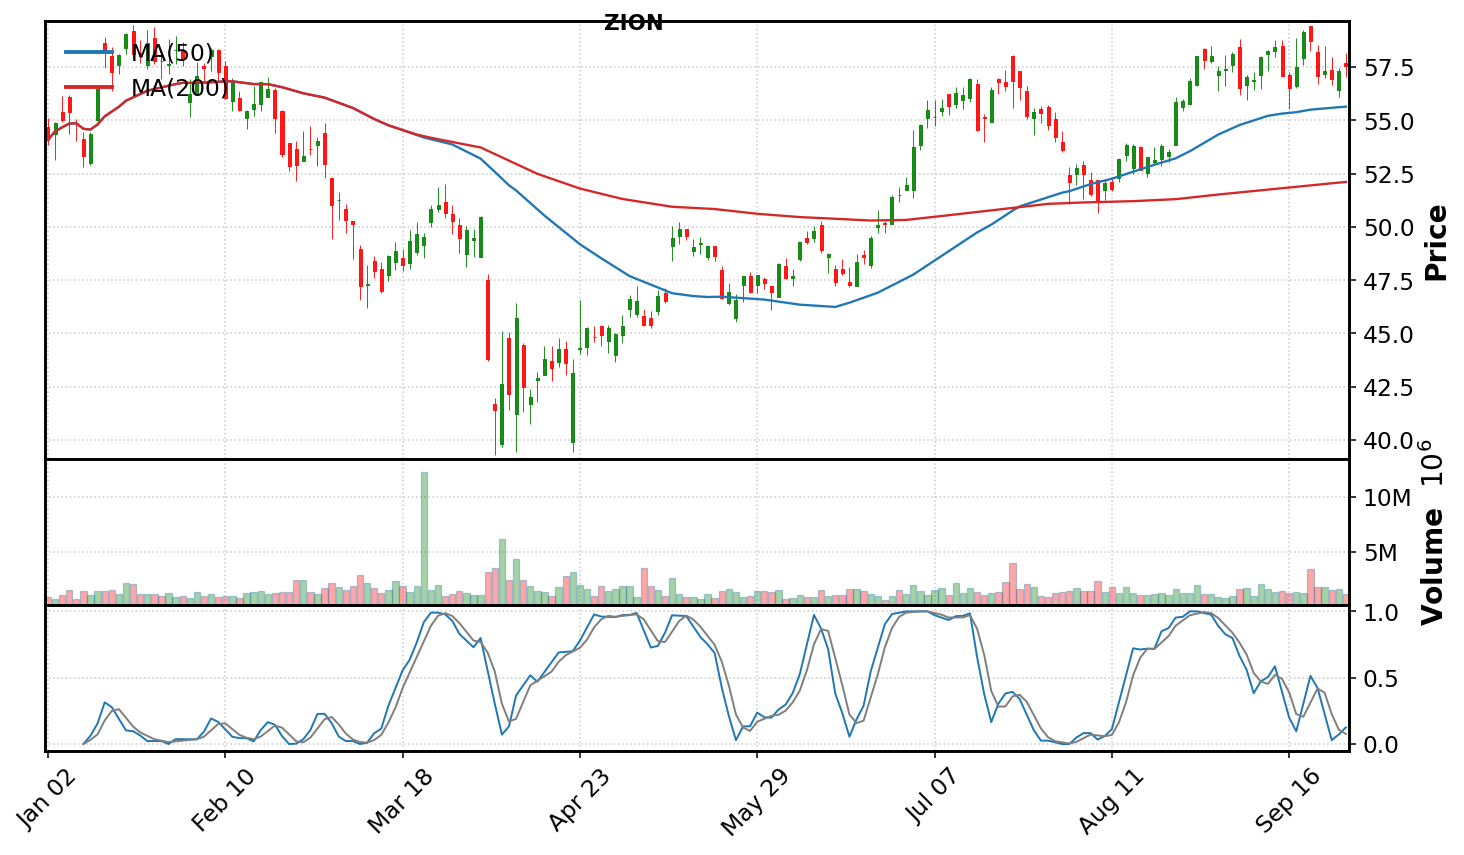 ZION
MA(50)
MA(200)
57.5
55.0
52.5
50.0
47.5
45.0
42.5
40.0
Price
10M
5M
Volume 10^6
1.0
0.5
0.0
Jan 02
Feb 10
Mar 18
Apr 23
May 29
Jul 07
Aug 11
Sep 16